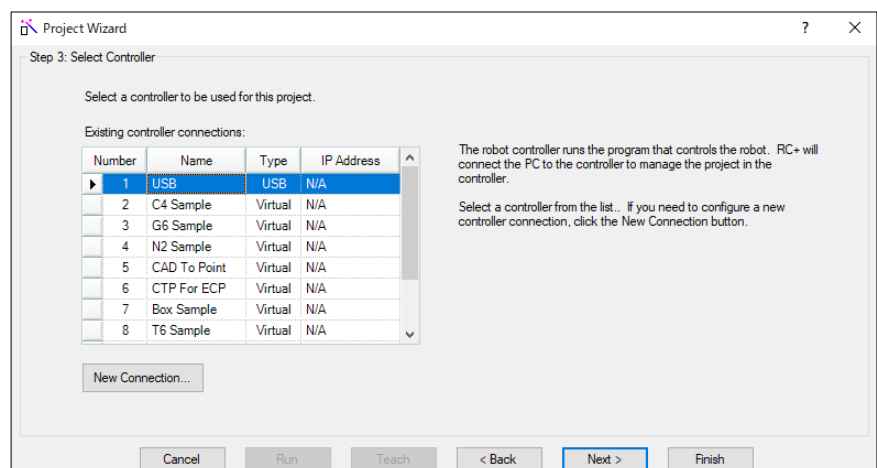 Project Wizard
?
Step 3: Select Controller
Select a controller to be used for this project.
Existing controller connections:
Number Name Type IP Address
1 USB USB N/A
2 C4 Sample Virtual N/A
3 G6 Sample Virtual N/A
4 N2 Sample Virtual N/A
5 CAD To Point Virtual N/A
6 CTP For ECP Virtual N/A
7 Box Sample Virtual N/A
8 T6 Sample Virtual N/A
The robot controller runs the program that controls the robot. RC+ will
connect the PC to the controller to manage the project in the
controller.
Select a controller from the list.. If you need to configure a new
controller connection, click the New Connection button.
New Connection...
Cancel Run Teach < Back Next > Finish